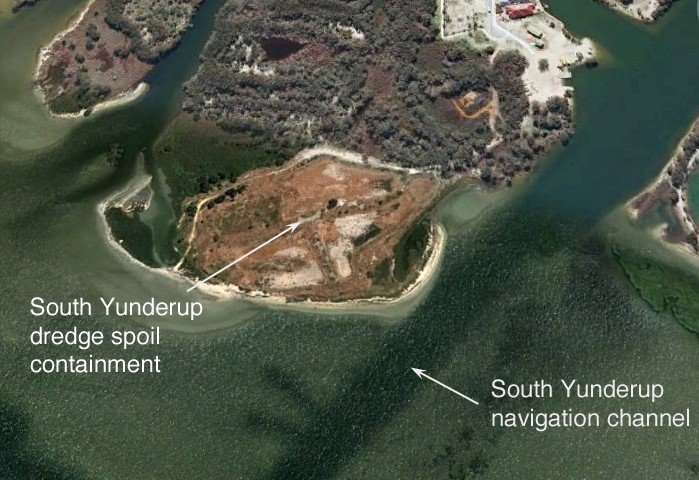 South Yunderup
dredge spoil
containment
South Yunderup
navigation channel